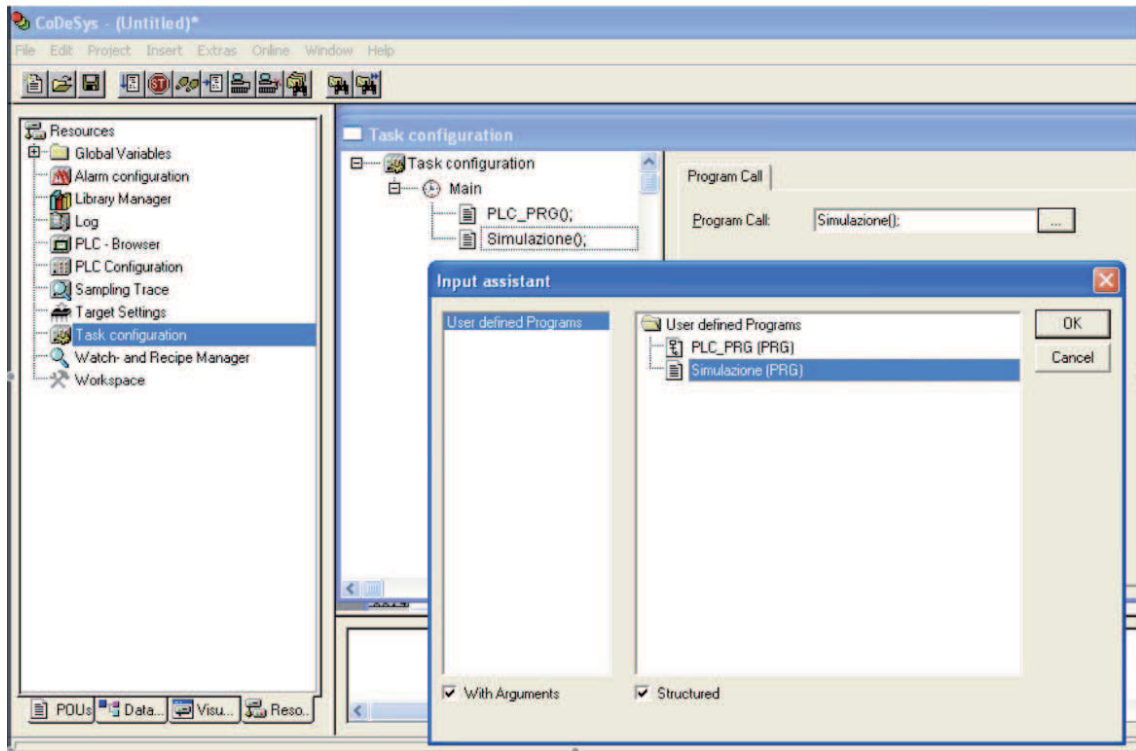 CoDeSys - (Untitled)*
File Edit Project Insert Extras Online Window Help
Resources
Global Variables
Alarm configuration
Library Manager
Log
PLC - Browser
PLC Configuration
Sampling Trace
Target Settings
Task configuration
Watch- and Recipe Manager
Workspace
POUs Data... Visu... Reso..
Task configuration
Task configuration
Main
PLC_PRG();
Simulazione();
Program Call
Program Call: Simulazione(); ...
Input assistant
User defined Programs
User defined Programs
PLC_PRG (PRG)
Simulazione (PRG)
OK
Cancel
With Arguments
Structured